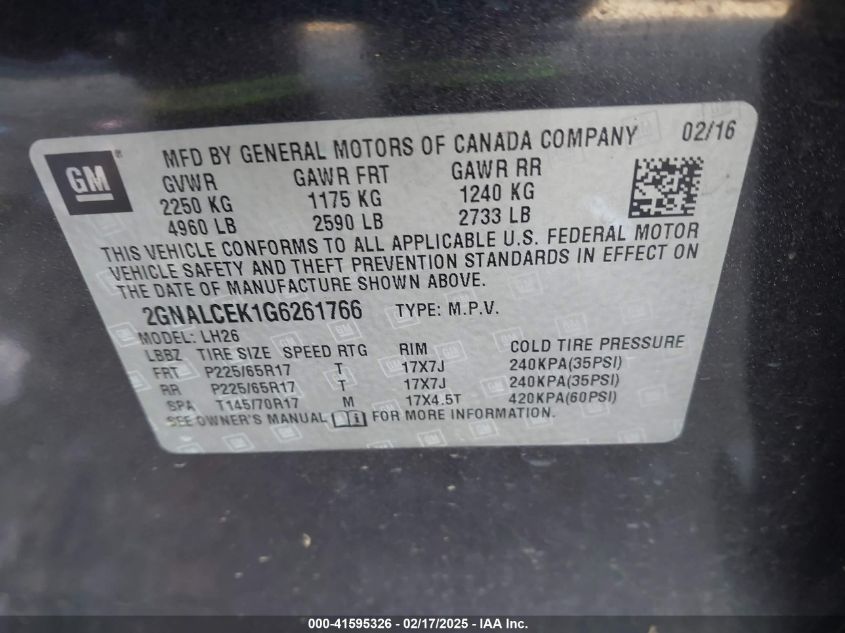 GM
MFD BY GENERAL MOTORS OF CANADA COMPANY 02/16
GVWR GAWR FRT GAWR RR
2250 KG 1175 KG 1240 KG
4960 LB 2590 LB 2733 LB
THIS VEHICLE CONFORMS TO ALL APPLICABLE U.S. FEDERAL MOTOR
VEHICLE SAFETY AND THEFT PREVENTION STANDARDS IN EFFECT ON
THE DATE OF MANUFACTURE SHOWN ABOVE.
2GNALCEK1G6261766 TYPE: M.P.V.
MODEL: LH26
LBBZ TIRE SIZE SPEED RTG RIM COLD TIRE PRESSURE
FRT P225/65R17 T 17X7J 240KPA(35PSI)
RR P225/65R17 T 17X7J 240KPA(35PSI)
SPA T145/70R17 M 17X4.5T 420KPA(60PSI)
SEE OWNER'S MANUAL FOR MORE INFORMATION.
000-41595326 - 02/17/2025 - IAA Inc.